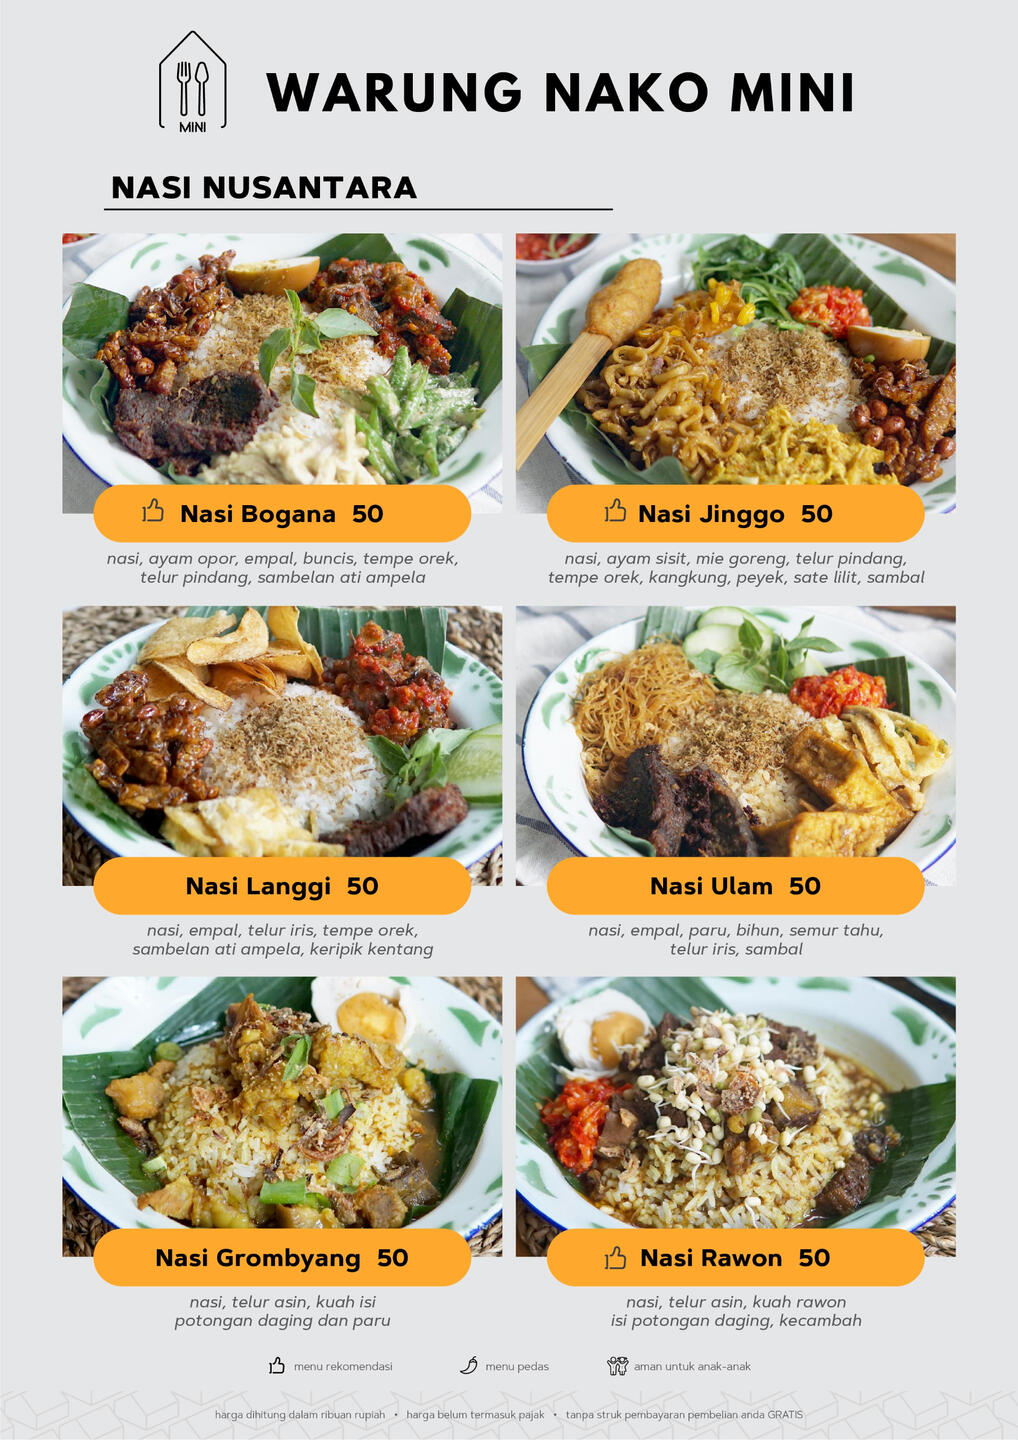 MINI
WARUNG NAKO MINI
NASI NUSANTARA
Nasi Bogana 50
nasi, ayam opor, empal, buncis, tempe orek,
telur pindang, sambelan ati ampela
Nasi Jinggo 50
nasi, ayam sisit, mie goreng, telur pindang,
tempe orek, kangkung, peyek, sate lilit, sambal
Nasi Langgi 50
nasi, empal, telur iris, tempe orek,
sambelan ati ampela, keripik kentang
Nasi Ulam 50
nasi, empal, paru, bihun, semur tahu,
telur iris, sambal
Nasi Grombyang 50
nasi, telur asin, kuah isi
potongan daging dan paru
Nasi Rawon 50
nasi, telur asin, kuah rawon
isi potongan daging, kecambah
menu rekomendasi
menu pedas
aman untuk anak-anak
harga dihitung dalam ribuan rupiah • harga belum termasuk pajak • tanpa struk pembayaran pembelian anda GRATIS